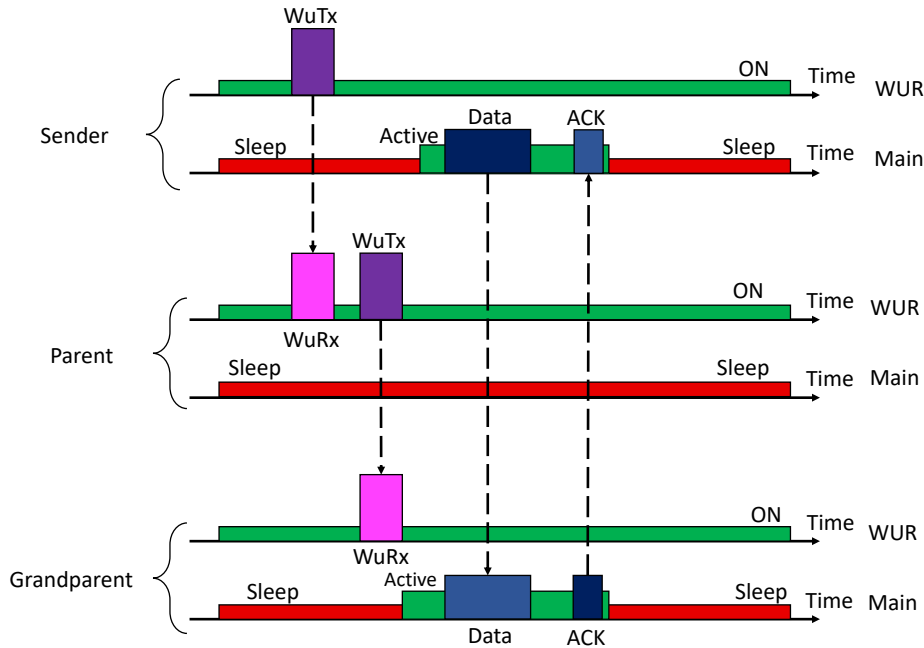 WuTx
ON
Time
WUR
Sender
Data
ACK
Active
Sleep
Sleep
Time
Main
WuTx
ON
Time
WUR
WuRx
Parent
Sleep
Sleep
Time
Main
ON
Time
WUR
WuRx
Grandparent
Active
Sleep
Sleep
Time
Main
Data
ACK